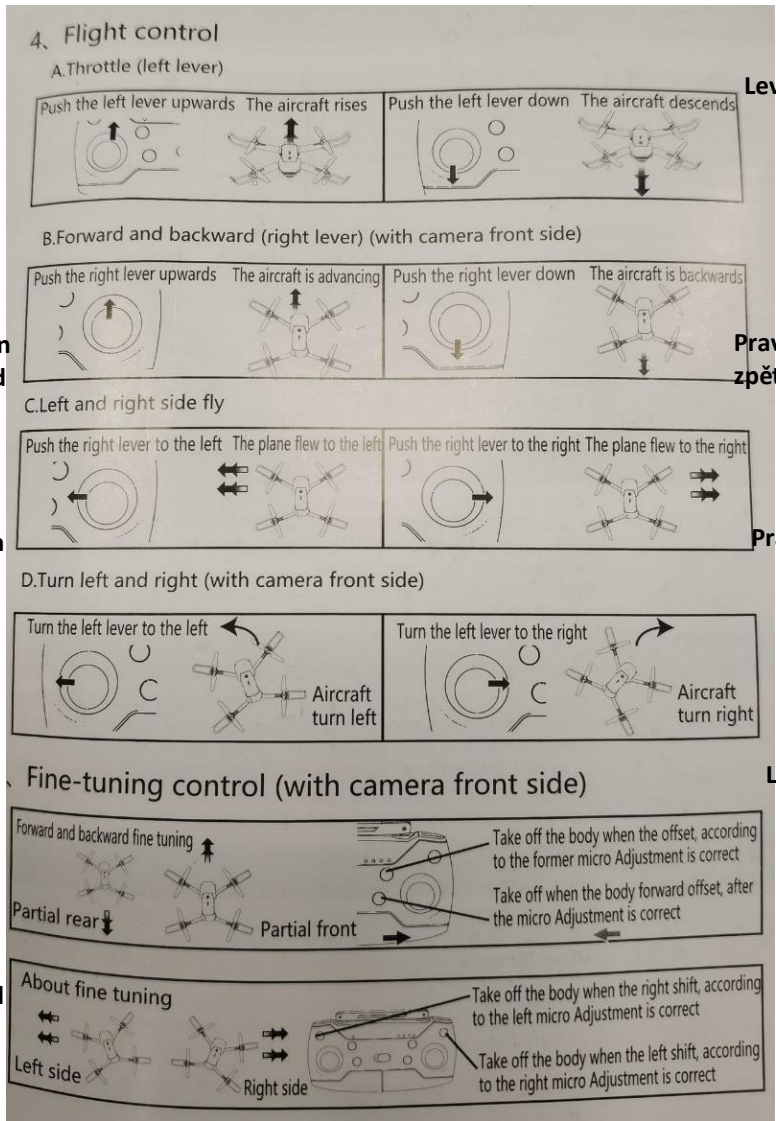 4、Flight control
A.Throttle (left lever)
Lev
Push the left lever upwards The aircraft rises Push the left lever down The aircraft descends
B.Forward and backward (right lever) (with camera front side)
Push the right lever upwards The aircraft is advancing Push the right lever down The aircraft is backwards
Prav
zpět
C.Left and right side fly
Push the right lever to the left The plane flew to the left Push the right lever to the right The plane flew to the right
Pra
D.Turn left and right (with camera front side)
Turn the left lever to the left
Aircraft
turn left
Turn the left lever to the right
Aircraft
turn right
Fine-tuning control (with camera front side)
L
Forward and backward fine tuning
Partial rear
Partial front
Take off the body when the offset, according
to the former micro Adjustment is correct
Take off when the body forward offset, after
the micro Adjustment is correct
About fine tuning
Left side
Right side
Take off the body when the right shift, according
to the left micro Adjustment is correct
Take off the body when the left shift, according
to the right micro Adjustment is correct